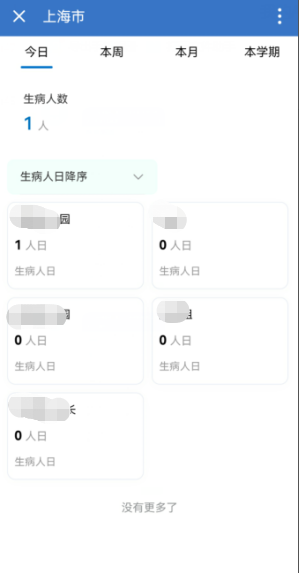 上海市
今日 本周 本月 本学期
生病人数
1 人
生病人日降序
园
1 人日 0 人日
生病人日 生病人日
园 组
0 人日 0 人日
生病人日 生病人日
长
0 人日
生病人日
没有更多了